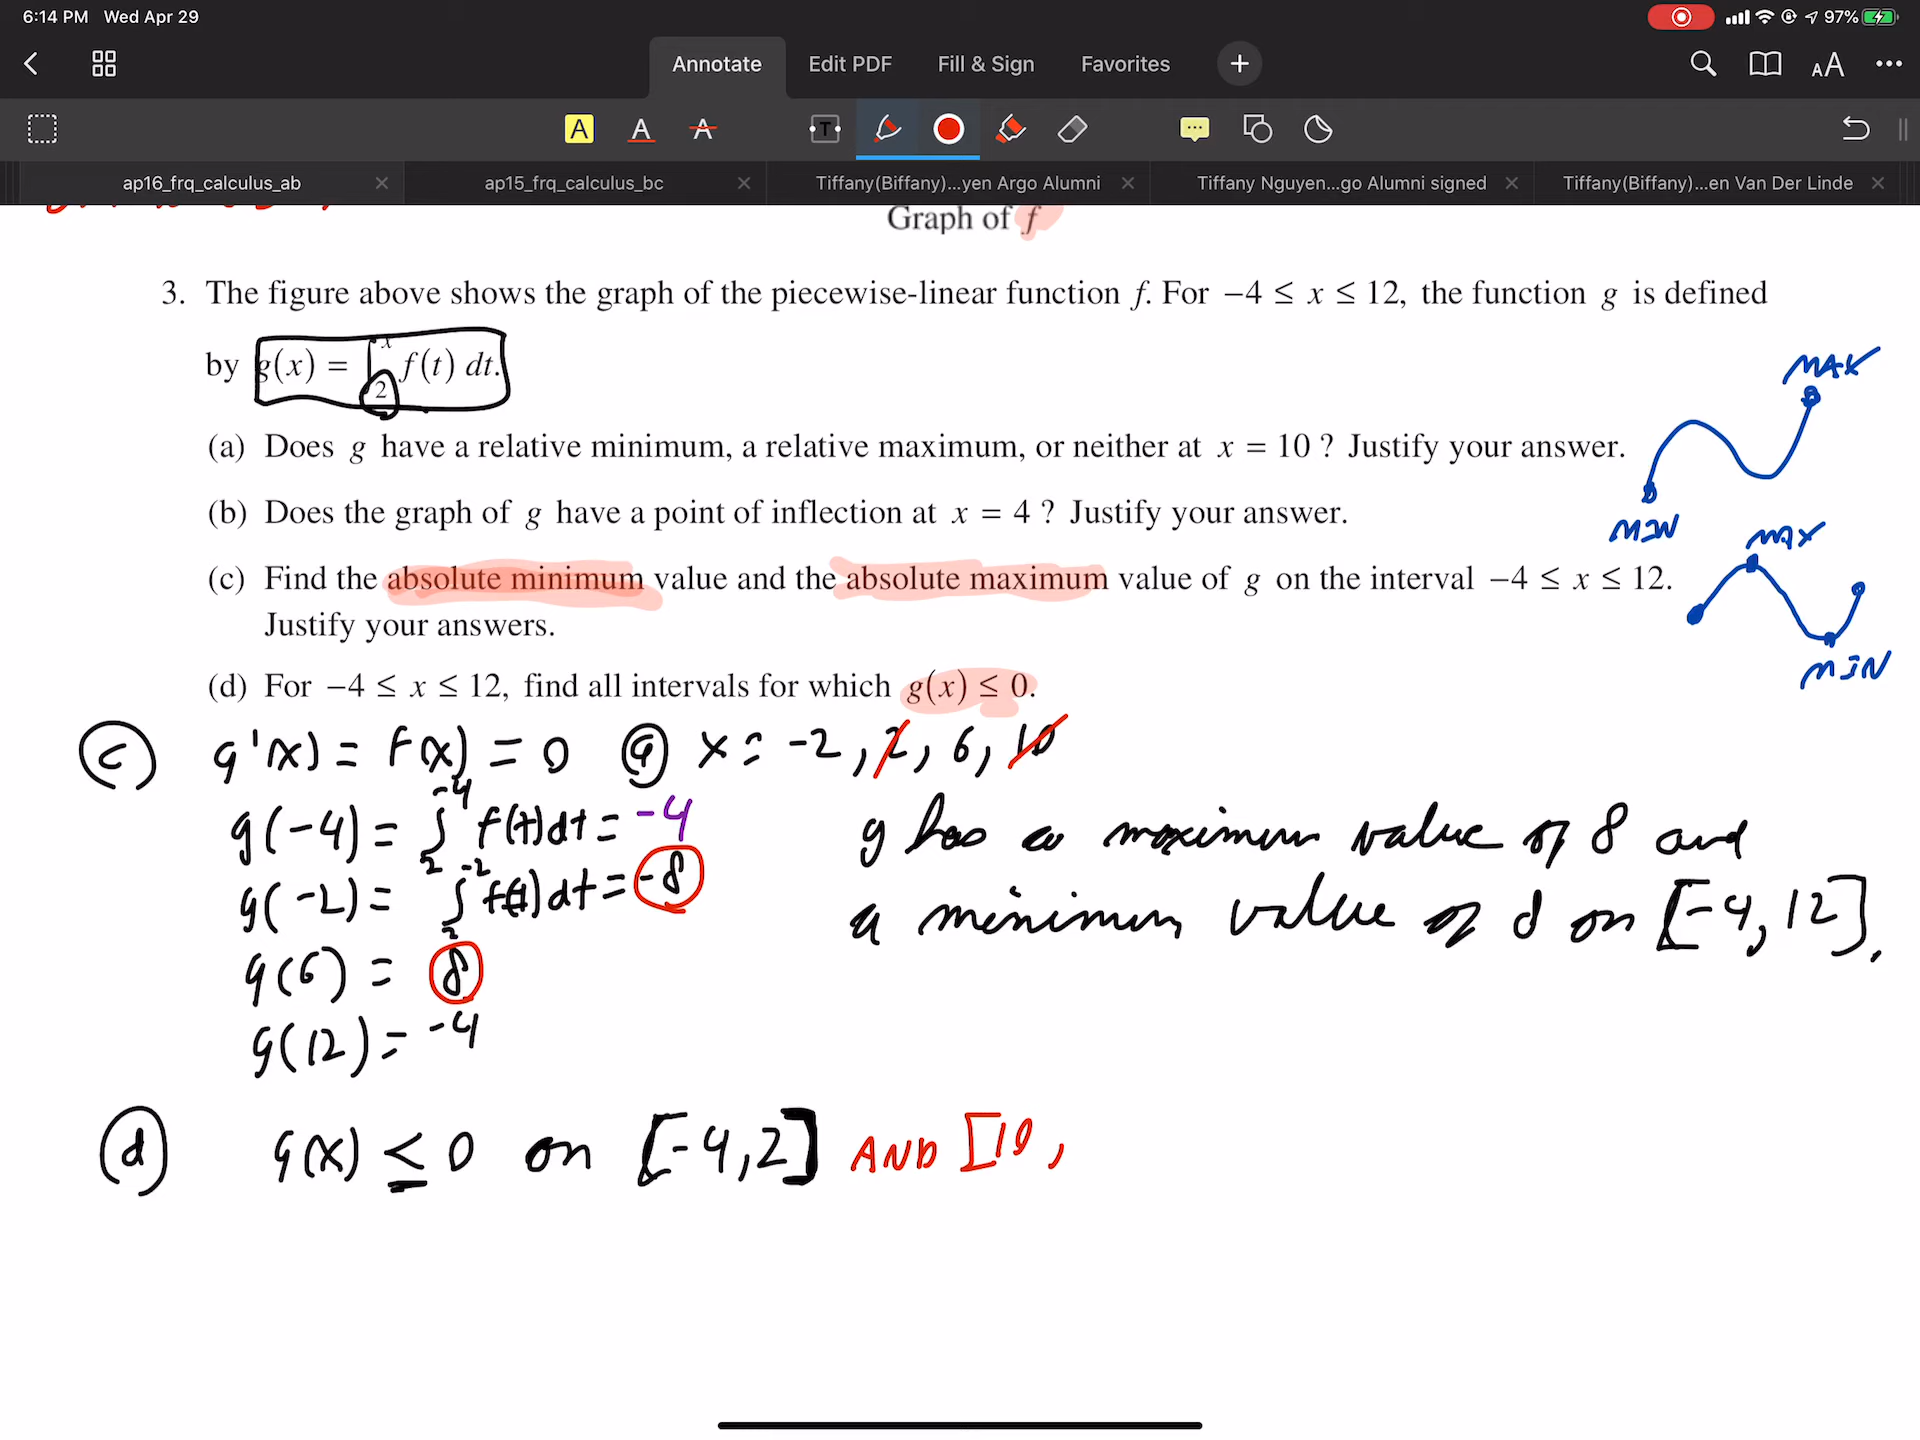 6:14 PM Wed Apr 29
97%
Annotate Edit PDF Fill & Sign Favorites
ap16_frq_calculus_ab ap15_frq_calculus_bc Tiffany(Biffany)...yen Argo Alumni Tiffany Nguyen...go Alumni signed Tiffany(Biffany)...en Van Der Linde
Graph of f
3. The figure above shows the graph of the piecewise-linear function f. For −4 ≤ x ≤ 12, the function g is defined
by g(x) = ∫₂ˣ f(t) dt.
MAX
(a) Does g have a relative minimum, a relative maximum, or neither at x = 10 ? Justify your answer.
(b) Does the graph of g have a point of inflection at x = 4 ? Justify your answer.
MIN
MAX
(c) Find the absolute minimum value and the absolute maximum value of g on the interval −4 ≤ x ≤ 12.
Justify your answers.
MIN
(d) For −4 ≤ x ≤ 12, find all intervals for which g(x) ≤ 0.
(c) g'(x) = f(x) = 0 @ x = -2, 2, 6, 10
g(-4) = ∫₂⁻⁴ f(t)dt = -4
g(-2) = ∫₂⁻² f(t)dt = -8
g(6) = 8
g(12) = -4
g has a maximum value of 8 and
a minimum value of 8 on [-4, 12].
(d) g(x) ≤ 0 on [-4, 2] AND [10,